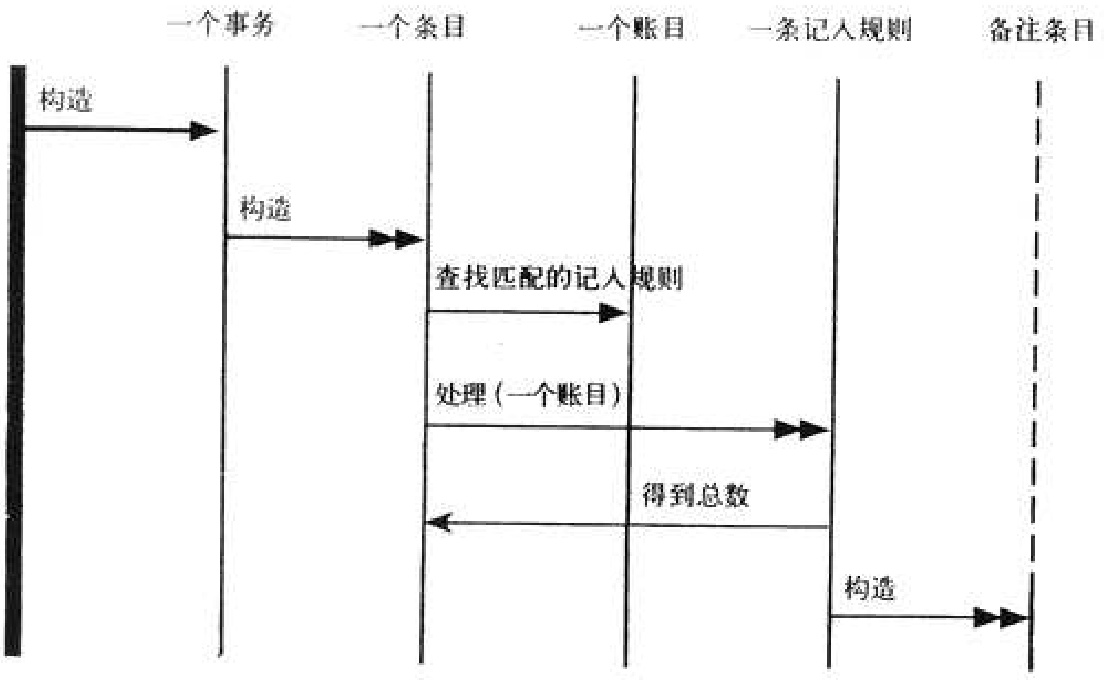 一个事务 一个条目 一个账目 一条记入规则 备注条目
构造
构造
查找匹配的记入规则
处理(一个账目)
得到总数
构造